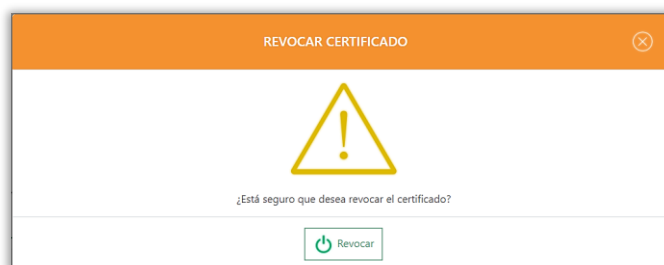 REVOCAR CERTIFICADO
¿Está seguro que desea revocar el certificado?
Revocar